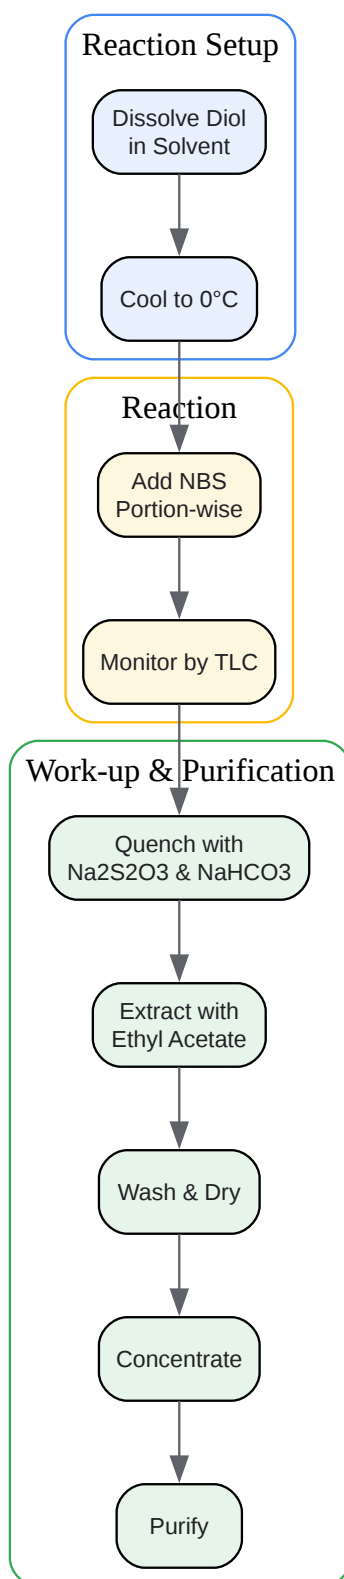 Reaction Setup
Dissolve Diol
in Solvent
Cool to 0°C
Reaction
Add NBS
Portion-wise
Monitor by TLC
Work-up & Purification
Quench with
Na2S2O3 & NaHCO3
Extract with
Ethyl Acetate
Wash & Dry
Concentrate
Purify